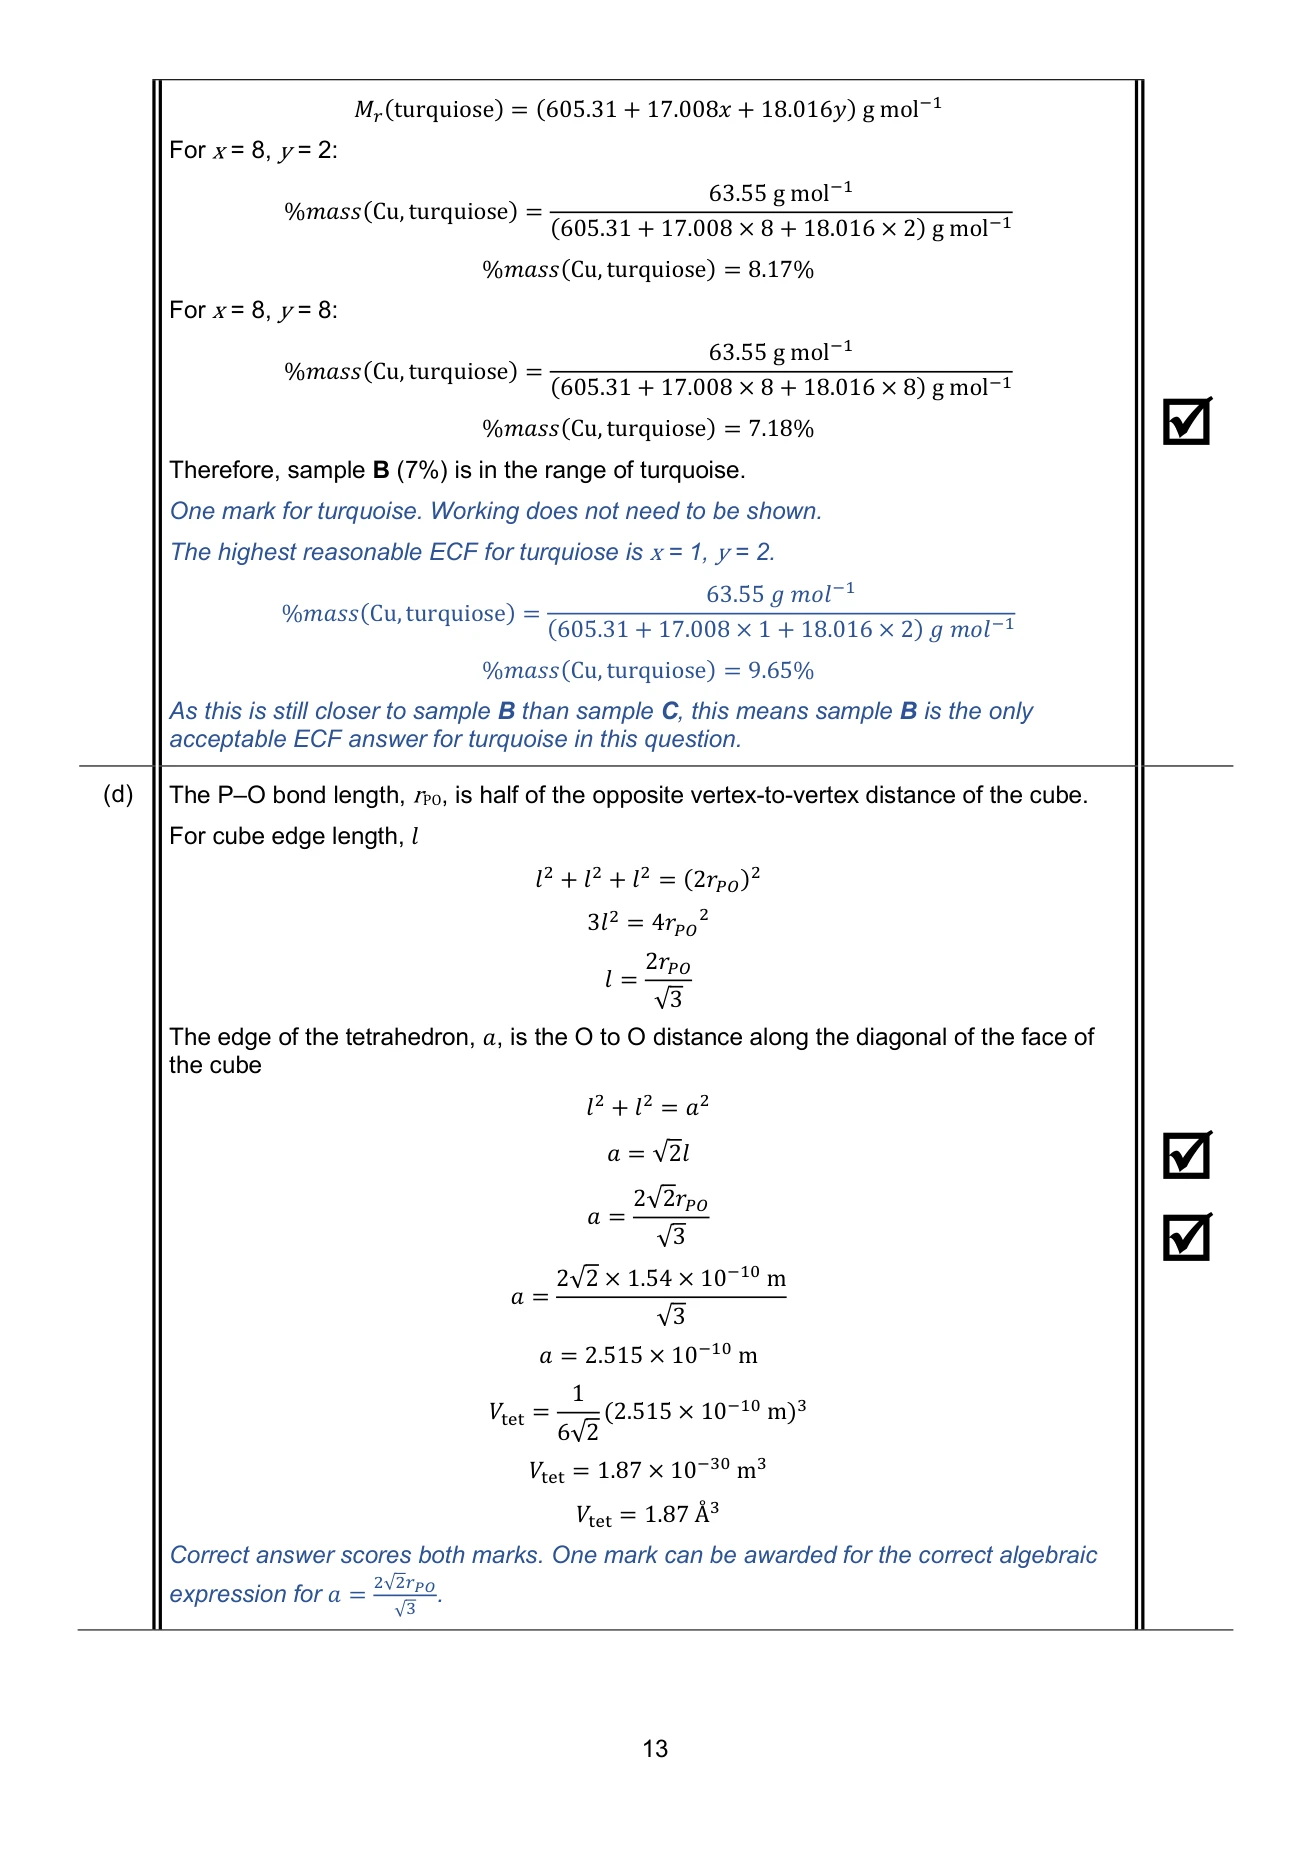 M_r(turquiose) = (605.31 + 17.008x + 18.016y) g mol⁻¹
For x = 8, y = 2:
%mass(Cu, turquiose) = 63.55 g mol⁻¹ / (605.31 + 17.008 × 8 + 18.016 × 2) g mol⁻¹
%mass(Cu, turquiose) = 8.17%
For x = 8, y = 8:
%mass(Cu, turquiose) = 63.55 g mol⁻¹ / (605.31 + 17.008 × 8 + 18.016 × 8) g mol⁻¹
%mass(Cu, turquiose) = 7.18%
Therefore, sample B (7%) is in the range of turquoise.
One mark for turquoise. Working does not need to be shown.
The highest reasonable ECF for turquiose is x = 1, y = 2.
%mass(Cu, turquiose) = 63.55 g mol⁻¹ / (605.31 + 17.008 × 1 + 18.016 × 2) g mol⁻¹
%mass(Cu, turquiose) = 9.65%
As this is still closer to sample B than sample C, this means sample B is the only
acceptable ECF answer for turquoise in this question.
(d) The P–O bond length, r_PO, is half of the opposite vertex-to-vertex distance of the cube.
For cube edge length, l
l² + l² + l² = (2r_PO)²
3l² = 4r_PO²
l = 2r_PO / √3
The edge of the tetrahedron, a, is the O to O distance along the diagonal of the face of
the cube
l² + l² = a²
a = √2l
a = 2√2r_PO / √3
a = 2√2 × 1.54 × 10⁻¹⁰ m / √3
a = 2.515 × 10⁻¹⁰ m
V_tet = 1 / 6√2 (2.515 × 10⁻¹⁰ m)³
V_tet = 1.87 × 10⁻³⁰ m³
V_tet = 1.87 Å³
Correct answer scores both marks. One mark can be awarded for the correct algebraic
expression for a = 2√2r_PO / √3.
13